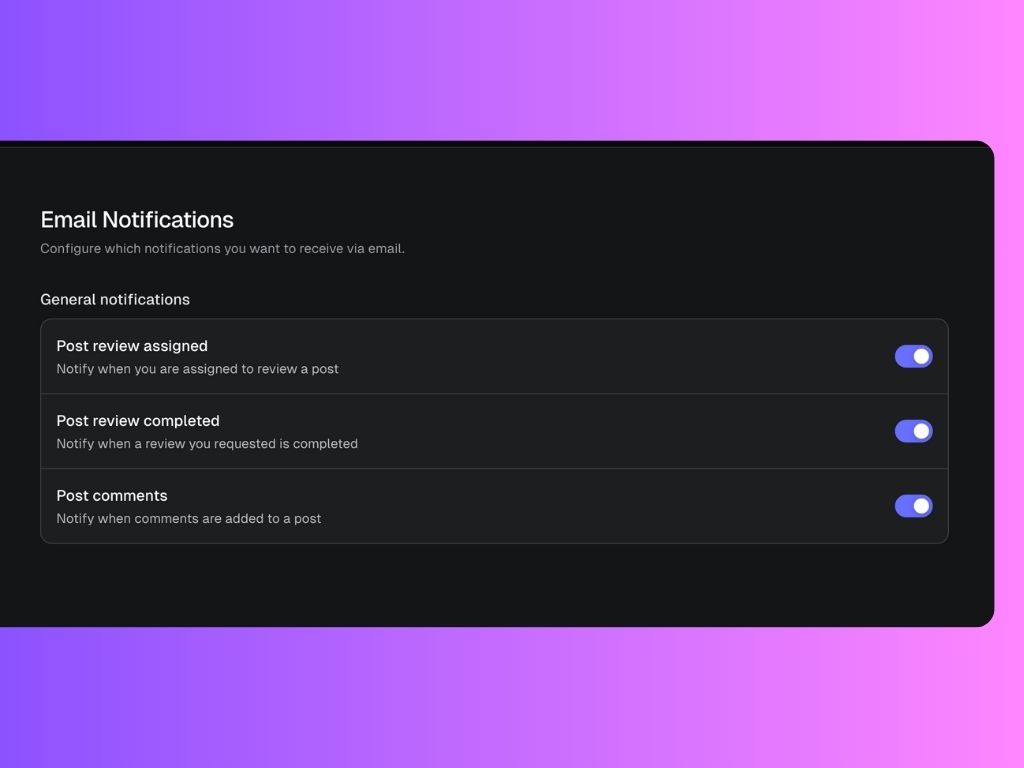 Email Notifications
Configure which notifications you want to receive via email.
General notifications
Post review assigned
Notify when you are assigned to review a post
Post review completed
Notify when a review you requested is completed
Post comments
Notify when comments are added to a post